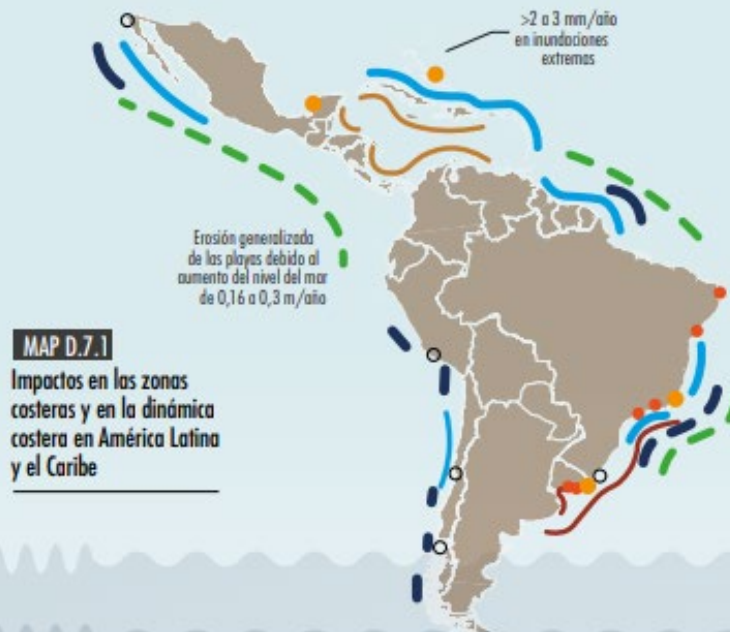 >2 a 3 mm/año
en inundaciones
extremas
Erosión generalizada
de las playas debido al
aumento del nivel del mar
de 0,16 a 0,3 m/año
MAP D.7.1
Impactos en las zonas
costeras y en la dinámica
costera en América Latina
y el Caribe